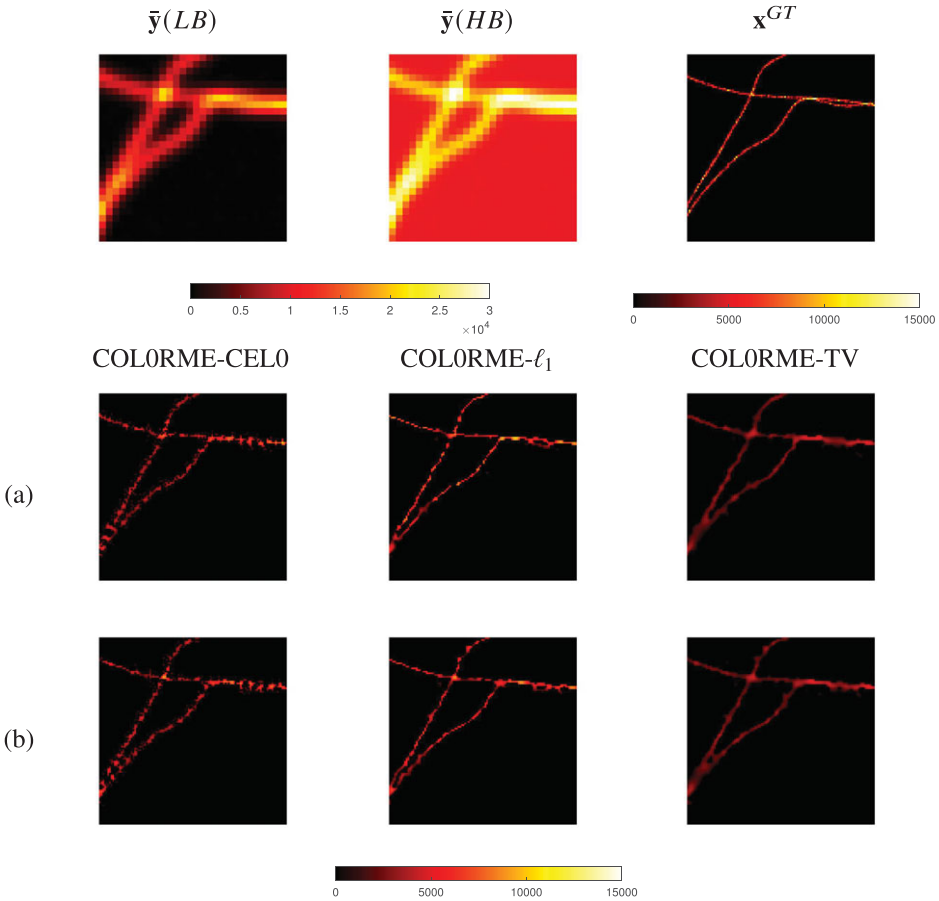 ȳ(LB) ȳ(HB) x^GT
0 0.5 1 1.5 2 2.5 3
×10^4
0 5000 10000 15000
COL0RME-CEL0 COL0RME-ℓ1 COL0RME-TV
(a)
(b)
0 5000 10000 15000